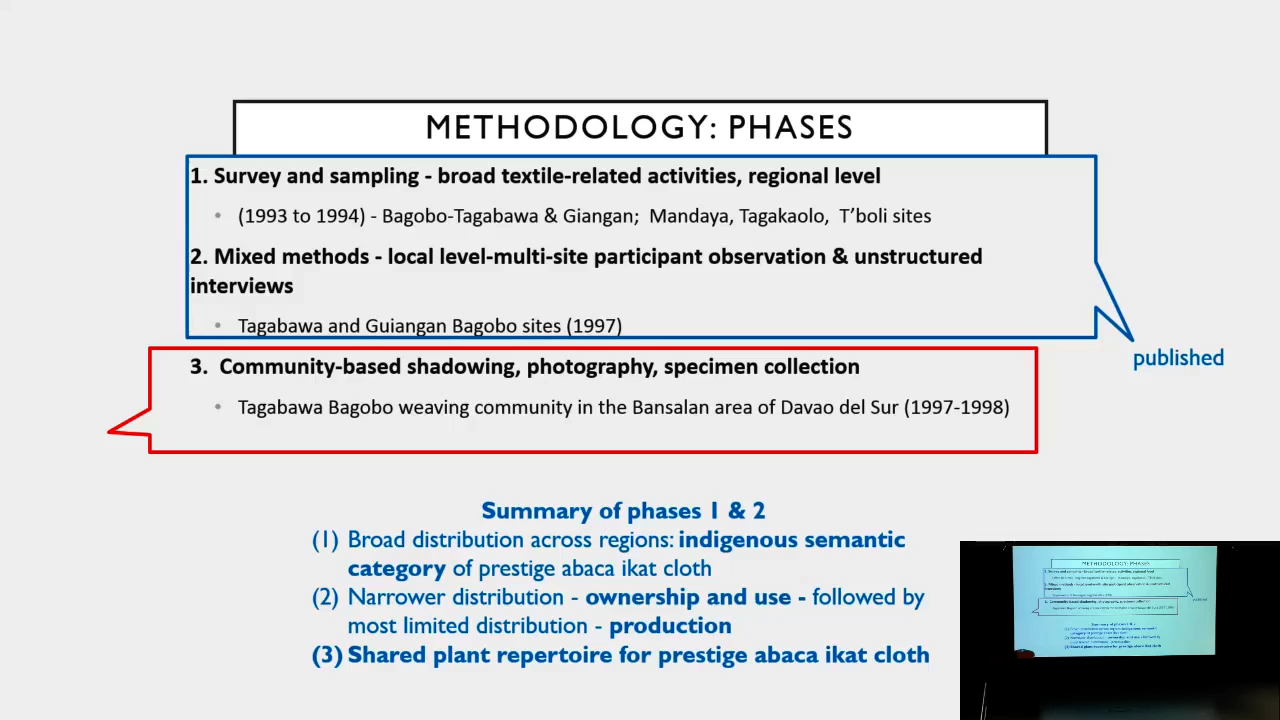 METHODOLOGY: PHASES
1. Survey and sampling - broad textile-related activities, regional level
• (1993 to 1994) - Bagobo-Tagabawa & Giangan; Mandaya, Tagakaolo, T'boli sites
2. Mixed methods - local level-multi-site participant observation & unstructured
interviews
• Tagabawa and Guiangan Bagobo sites (1997)
published
3. Community-based shadowing, photography, specimen collection
• Tagabawa Bagobo weaving community in the Bansalan area of Davao del Sur (1997-1998)
Summary of phases 1 & 2
(1) Broad distribution across regions: indigenous semantic
category of prestige abaca ikat cloth
(2) Narrower distribution - ownership and use - followed by
most limited distribution - production
(3) Shared plant repertoire for prestige abaca ikat cloth
METHODOLOGY: PHASES